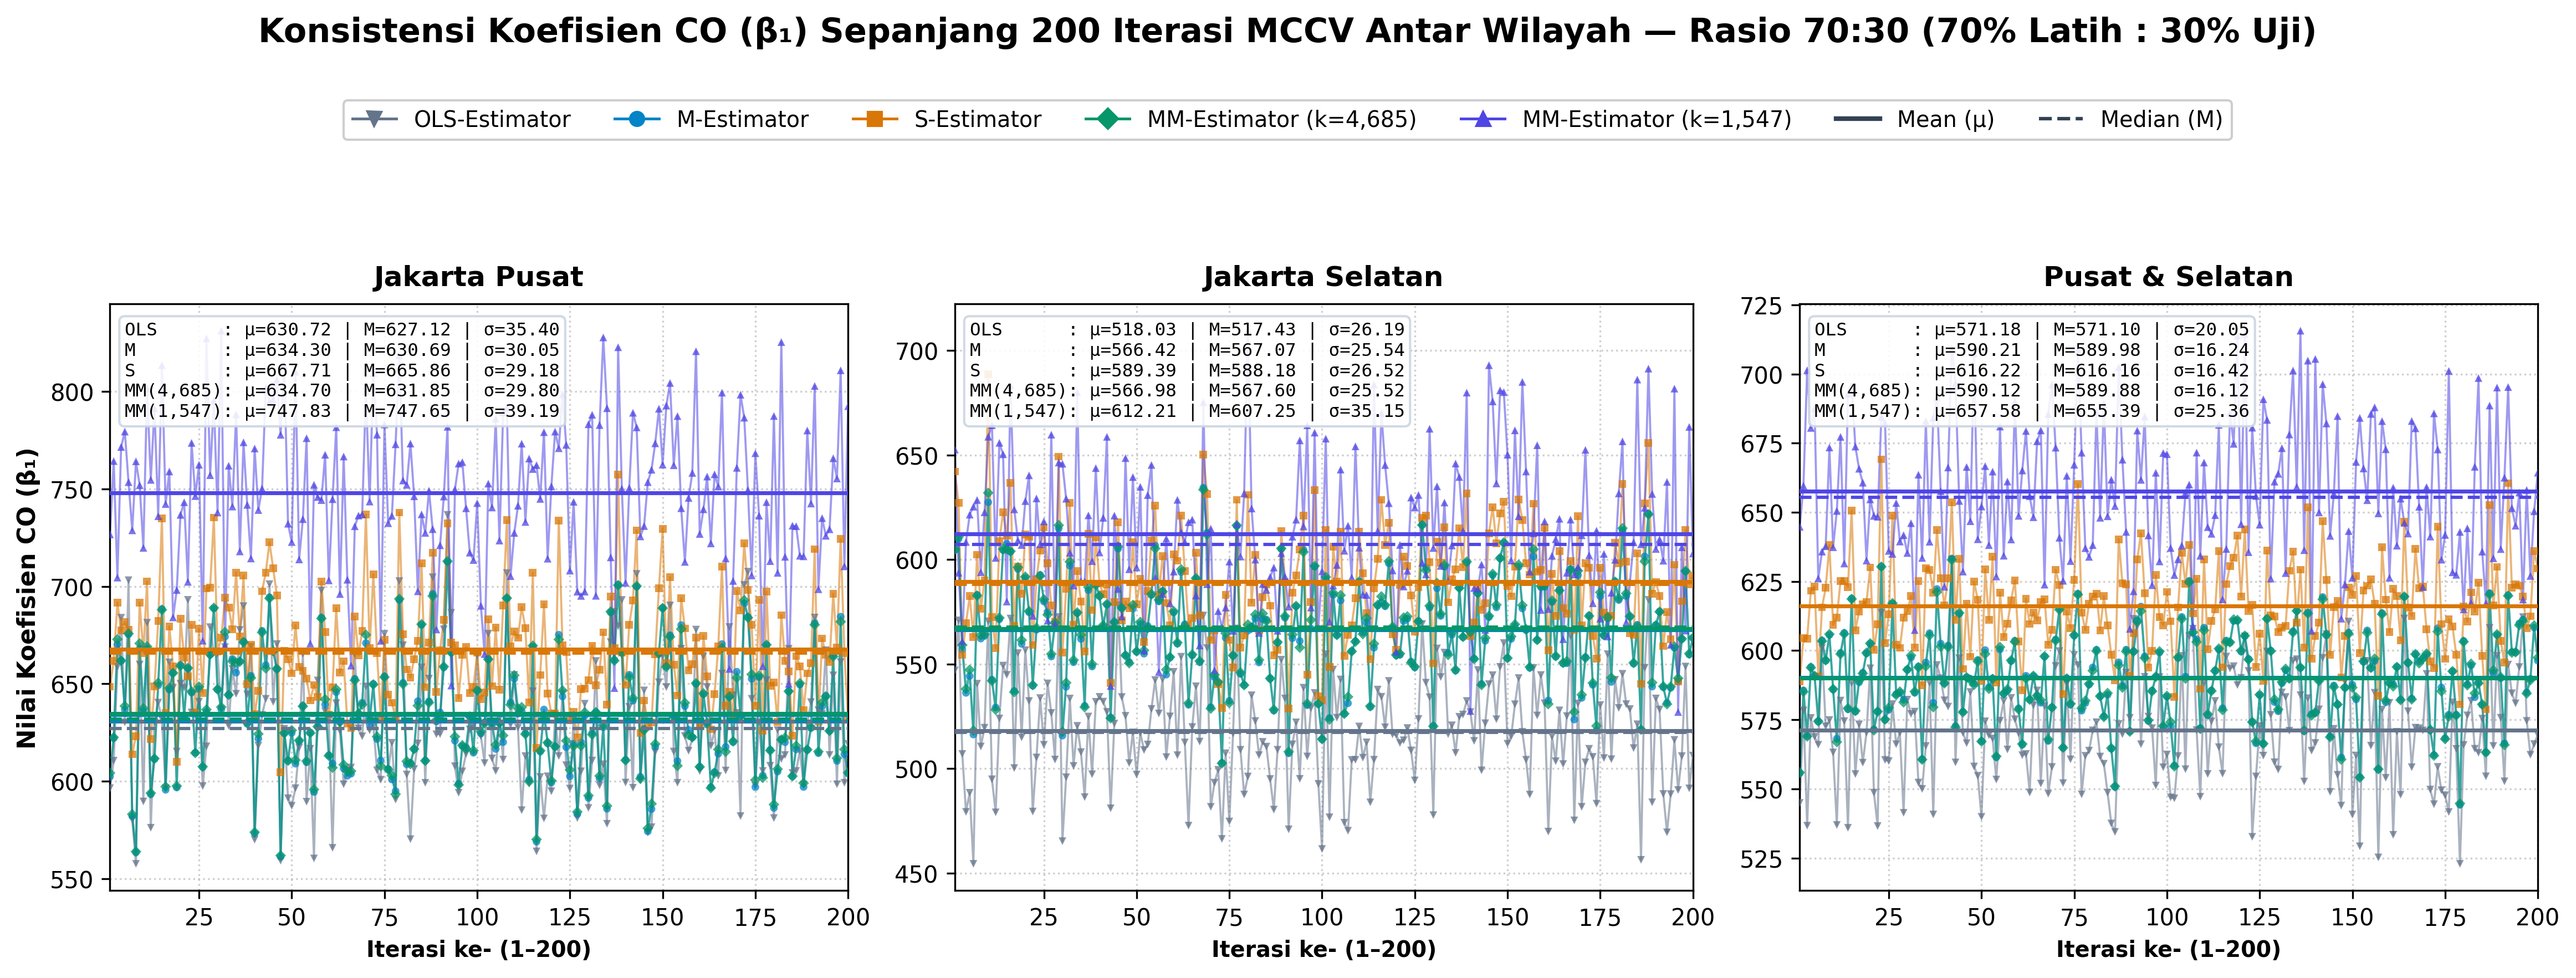 Konsistensi Koefisien CO (β₁) Sepanjang 200 Iterasi MCCV Antar Wilayah — Rasio 70:30 (70% Latih : 30% Uji)
OLS-Estimator M-Estimator S-Estimator MM-Estimator (k=4,685) MM-Estimator (k=1,547) Mean (μ) Median (M)
Jakarta Pusat
OLS : μ=630.72 | M=627.12 | σ=35.40
M : μ=634.30 | M=630.69 | σ=30.05
S : μ=667.71 | M=665.86 | σ=29.18
MM(4,685): μ=634.70 | M=631.85 | σ=29.80
MM(1,547): μ=747.83 | M=747.65 | σ=39.19
Nilai Koefisien CO (β₁)
800
750
700
650
600
550
25 50 75 100 125 150 175 200
Iterasi ke- (1–200)
Jakarta Selatan
OLS : μ=518.03 | M=517.43 | σ=26.19
M : μ=566.42 | M=567.07 | σ=25.54
S : μ=589.39 | M=588.18 | σ=26.52
MM(4,685): μ=566.98 | M=567.60 | σ=25.52
MM(1,547): μ=612.21 | M=607.25 | σ=35.15
700
650
600
550
500
450
25 50 75 100 125 150 175 200
Iterasi ke- (1–200)
Pusat & Selatan
OLS : μ=571.18 | M=571.10 | σ=20.05
M : μ=590.21 | M=589.98 | σ=16.24
S : μ=616.22 | M=616.16 | σ=16.42
MM(4,685): μ=590.12 | M=589.88 | σ=16.12
MM(1,547): μ=657.58 | M=655.39 | σ=25.36
725
700
675
650
625
600
575
550
525
25 50 75 100 125 150 175 200
Iterasi ke- (1–200)